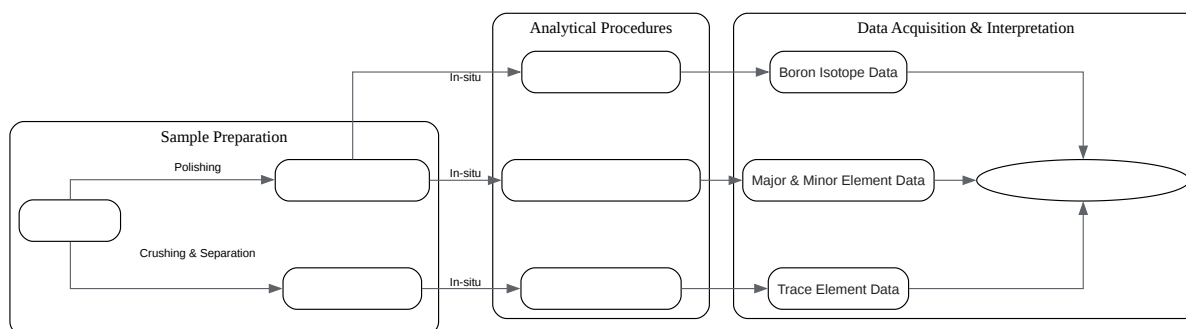 Analytical Procedures
Data Acquisition & Interpretation
In-situ
Boron Isotope Data
Sample Preparation
Polishing
In-situ
Major & Minor Element Data
Crushing & Separation
In-situ
Trace Element Data